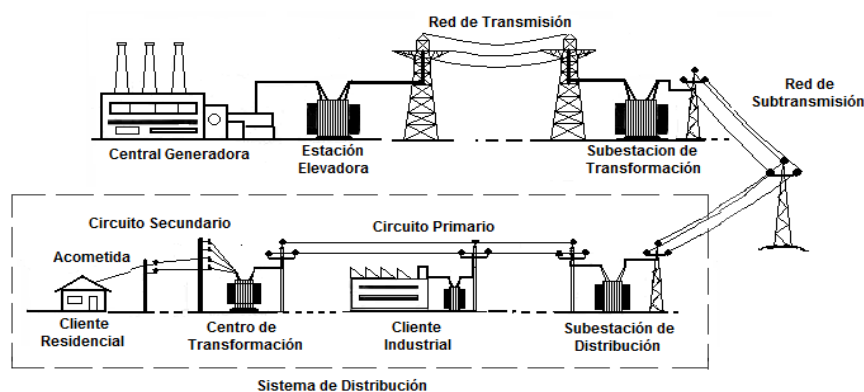 Red de Transmisión
Red de
Subtransmisión
Central Generadora
Estación
Elevadora
Subestacion de
Transformación
Circuito Secundario
Circuito Primario
Acometida
Cliente
Residencial
Centro de
Transformación
Cliente
Industrial
Subestación de
Distribución
Sistema de Distribución